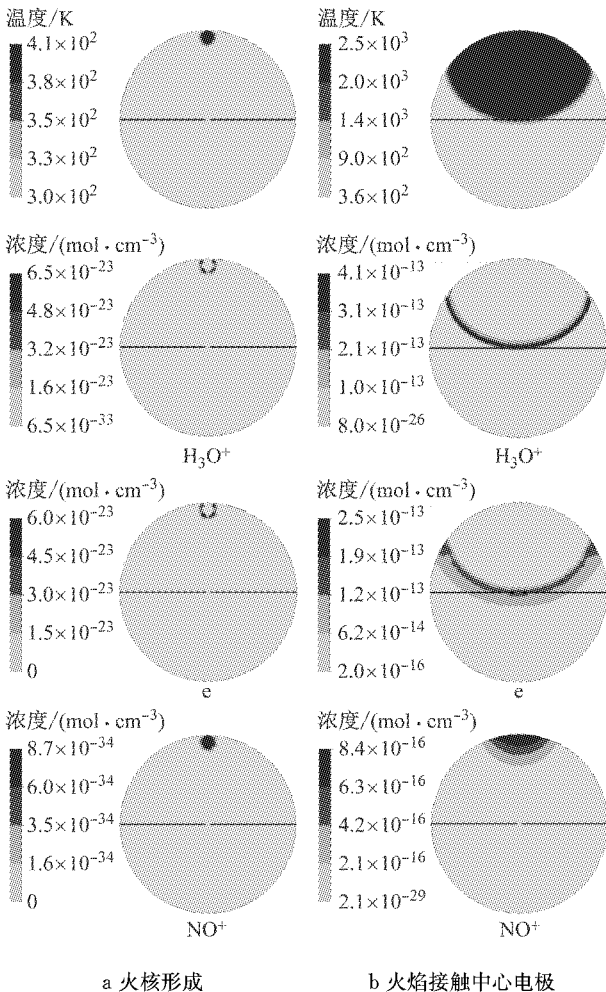 温度/K
4.1×10²
3.8×10²
3.5×10²
3.3×10²
3.0×10²
温度/K
2.5×10³
2.0×10³
1.4×10³
9.0×10²
3.6×10²
浓度/(mol·cm⁻³)
6.5×10⁻²³
4.8×10⁻²³
3.2×10⁻²³
1.6×10⁻²³
6.5×10⁻³³
H₃O⁺
浓度/(mol·cm⁻³)
4.1×10⁻¹³
3.1×10⁻¹³
2.1×10⁻¹³
1.0×10⁻¹³
8.0×10⁻²⁶
H₃O⁺
浓度/(mol·cm⁻³)
6.0×10⁻²³
4.5×10⁻²³
3.0×10⁻²³
1.5×10⁻²³
0
e
浓度/(mol·cm⁻³)
2.5×10⁻¹³
1.9×10⁻¹³
1.2×10⁻¹³
6.2×10⁻¹⁴
2.0×10⁻¹⁶
e
浓度/(mol·cm⁻³)
8.7×10⁻³⁴
6.0×10⁻³⁴
3.5×10⁻³⁴
1.6×10⁻³⁴
0
NO⁺
浓度/(mol·cm⁻³)
8.4×10⁻¹⁶
6.3×10⁻¹⁶
4.2×10⁻¹⁶
2.1×10⁻¹⁶
2.1×10⁻²⁹
NO⁺
a 火核形成
b 火焰接触中心电极